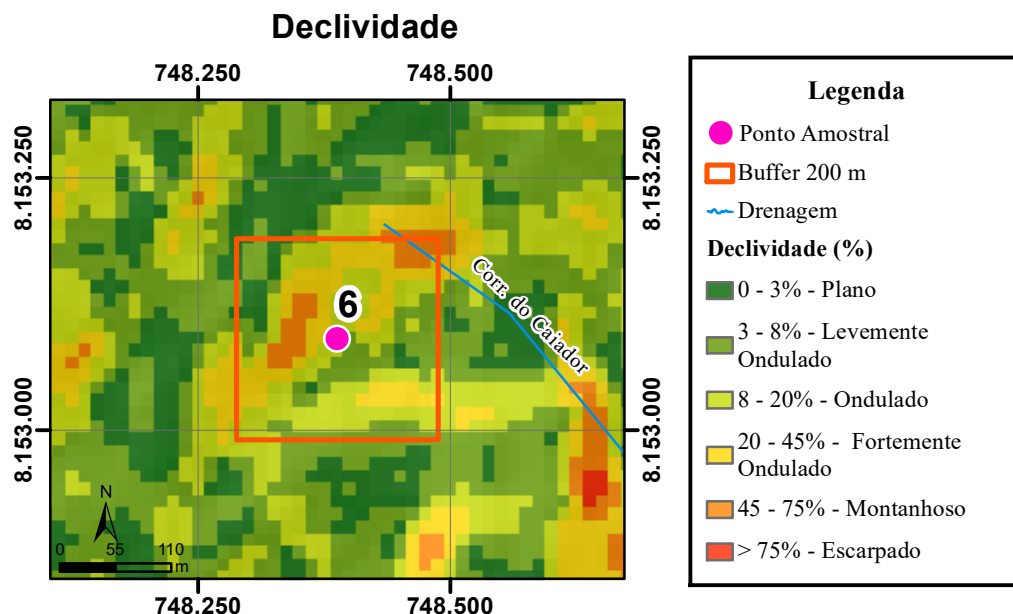 Declividade
748.250 748.500
8.153.250 8.153.250
6
Corr. do Caiador
8.153.000 8.153.000
N
0 55 110
m
748.250 748.500
Legenda
Ponto Amostral
Buffer 200 m
Drenagem
Declividade (%)
0 - 3% - Plano
3 - 8% - Levemente
Ondulado
8 - 20% - Ondulado
20 - 45% - Fortemente
Ondulado
45 - 75% - Montanhoso
> 75% - Escarpado